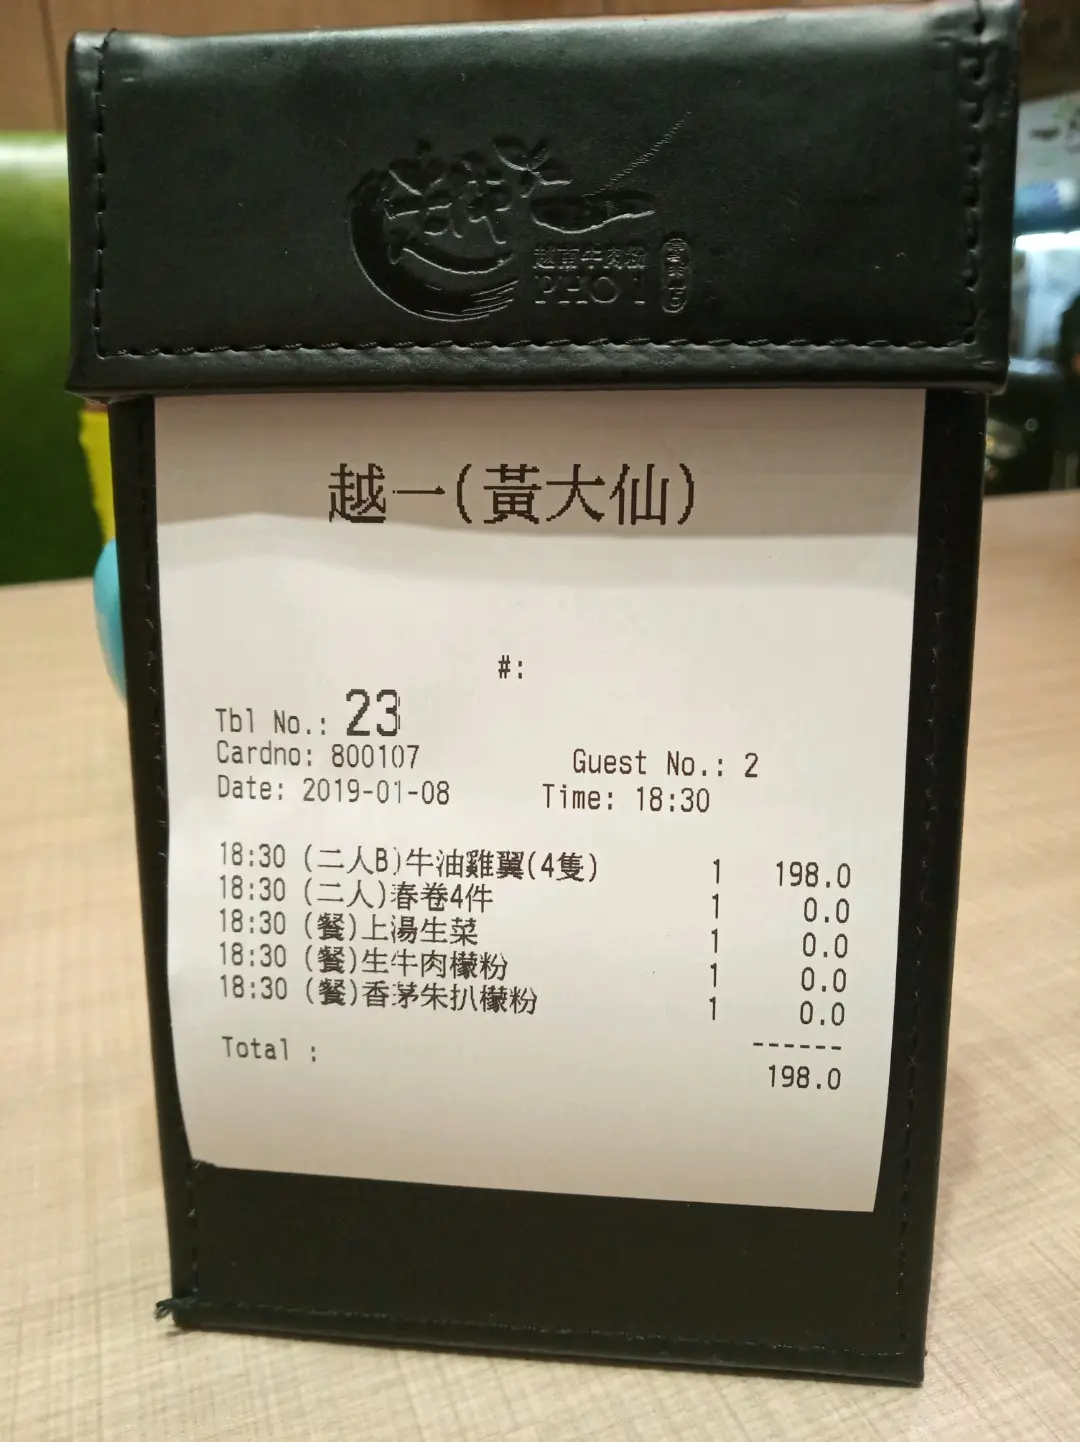 越南牛肉粉
PHO 1
越一(黃大仙)
#:
Tbl No.: 23
Cardno: 800107 Guest No.: 2
Date: 2019-01-08 Time: 18:30
18:30 (二人B)牛油雞翼(4隻) 1 198.0
18:30 (二人)春卷4件 1 0.0
18:30 (餐)上湯生菜 1 0.0
18:30 (餐)生牛肉檬粉 1 0.0
18:30 (餐)香茅朱扒檬粉 1 0.0
------
Total :
198.0